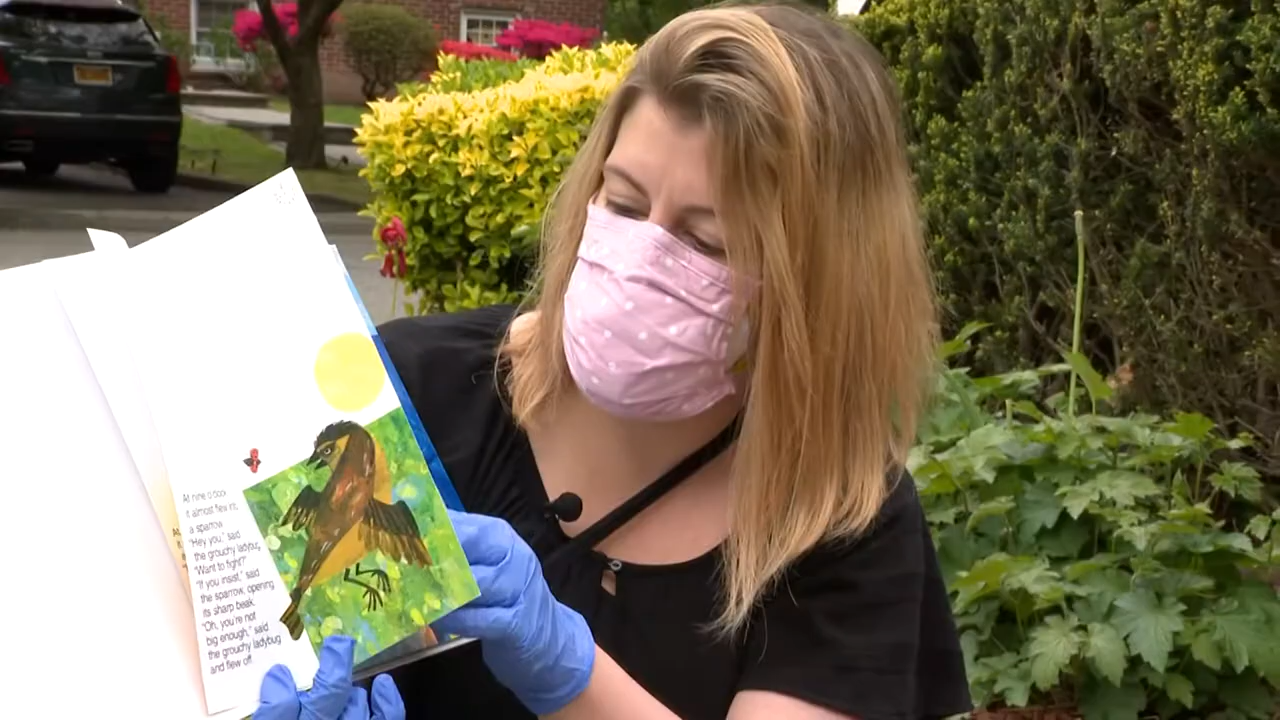 At nine o'clock
it almost flew into
a sparrow.
"Hey you," said
the grouchy ladybug,
"Want to fight?"
"If you insist," said
the sparrow, opening
its sharp beak.
"Oh, you're not
big enough," said
the grouchy ladybug
and flew off.
At